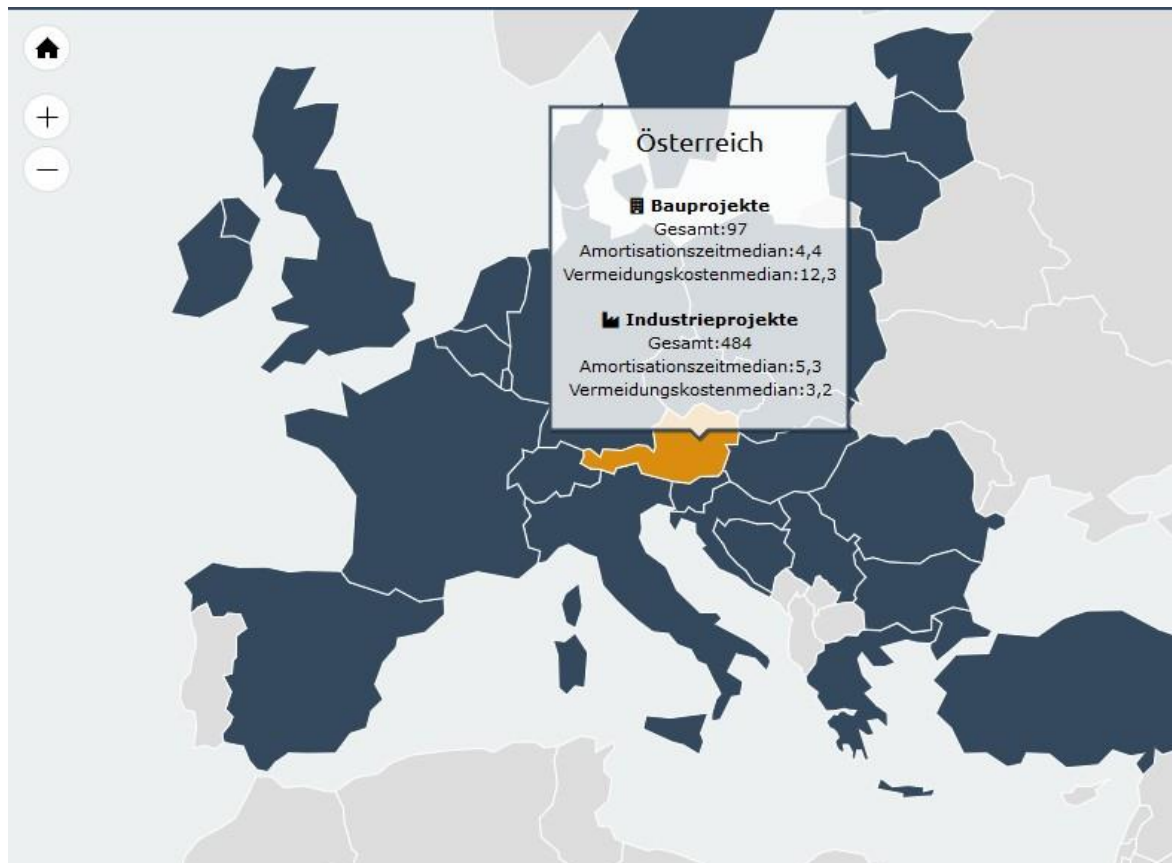 Österreich
Bauprojekte
Gesamt:97
Amortisationszeitmedian:4,4
Vermeidungskostenmedian:12,3
Industrieprojekte
Gesamt:484
Amortisationszeitmedian:5,3
Vermeidungskostenmedian:3,2